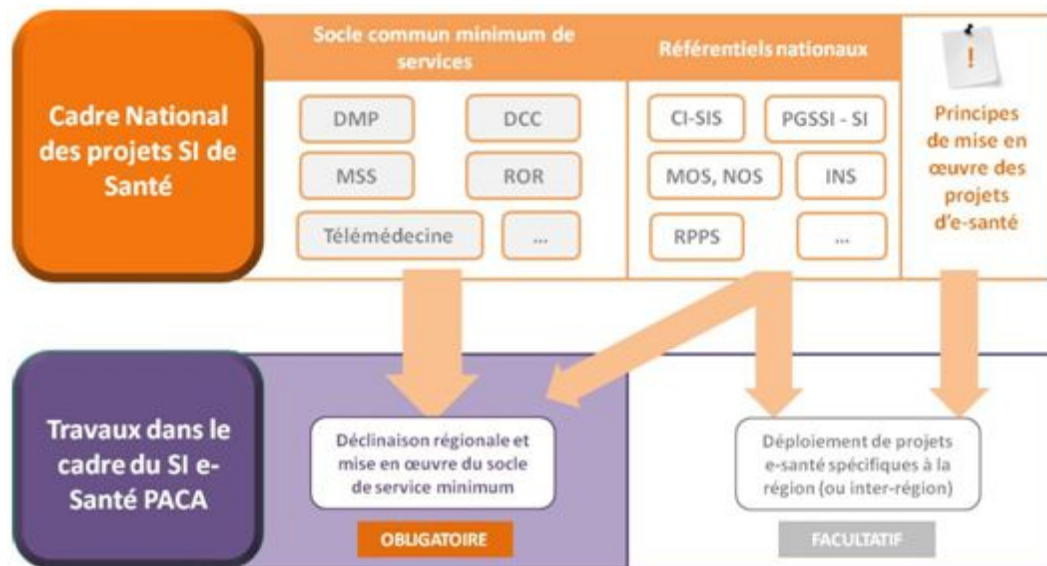 Cadre National
des projets SI de
Santé
Socle commun minimum de
services
DMP
DCC
MSS
ROR
Télémédecine
...
Référentiels nationaux
CI-SIS
PGSSI - SI
MOS, NOS
INS
RPPS
...
!
Principes
de mise en
œuvre des
projets
d'e-santé
Travaux dans le
cadre du SI e-
Santé PACA
Déclinaison régionale et
mise en œuvre du socle
de service minimum
OBLIGATOIRE
Déploiement de projets
e-santé spécifiques à la
région (ou inter-région)
FACULTATIF